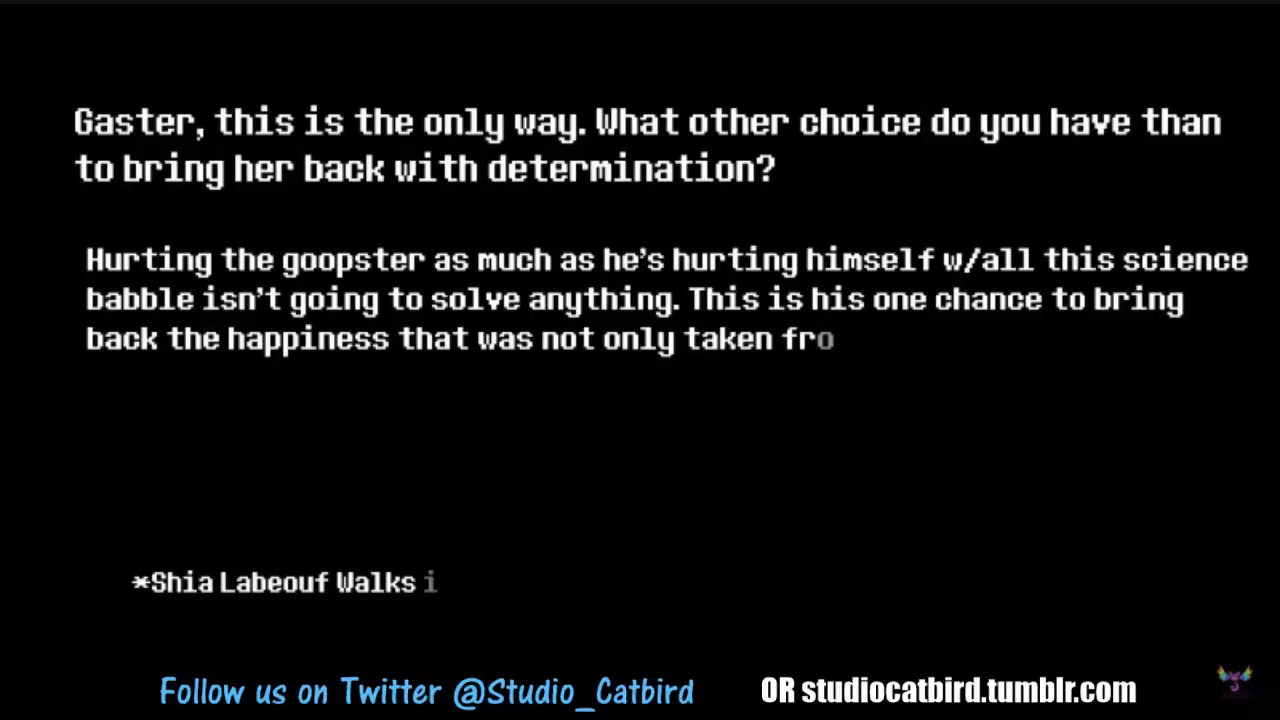 Gaster, this is the only way. What other choice do you have than
to bring her back with determination?
Hurting the goopster as much as he's hurting himself w/all this science
babble isn't going to solve anything. This is his one chance to bring
back the happiness that was not only taken fro
*Shia Labeouf Walks i
Follow us on Twitter @Studio_Catbird OR studiocatbird.tumblr.com